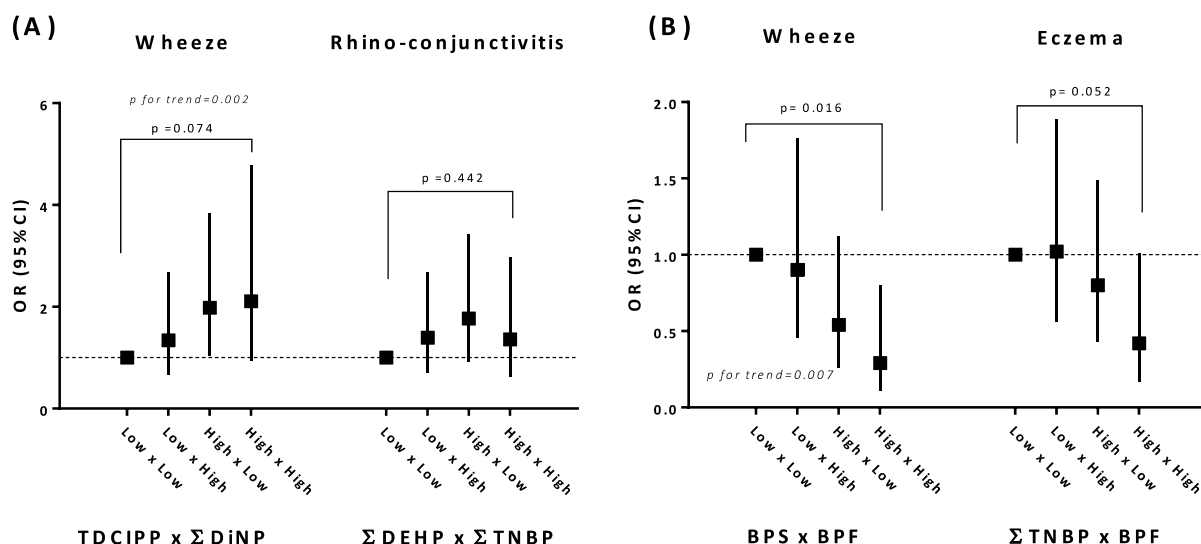 (A)
Wheeze
Rhino-conjunctivitis
p for trend=0.002
p =0.074
p =0.442
OR (95%CI)
6
4
2
0
Low x Low
Low x High
High x Low
High x High
Low x Low
Low x High
High x Low
High x High
TDCIPP x ΣDiNP
ΣDEHP x ΣTNBP
(B)
Wheeze
Eczema
p= 0.016
p= 0.052
OR (95%CI)
2.0
1.5
1.0
0.5
0.0
p for trend=0.007
Low x Low
Low x High
High x Low
High x High
Low x Low
Low x High
High x Low
High x High
BPS x BPF
ΣTNBP x BPF